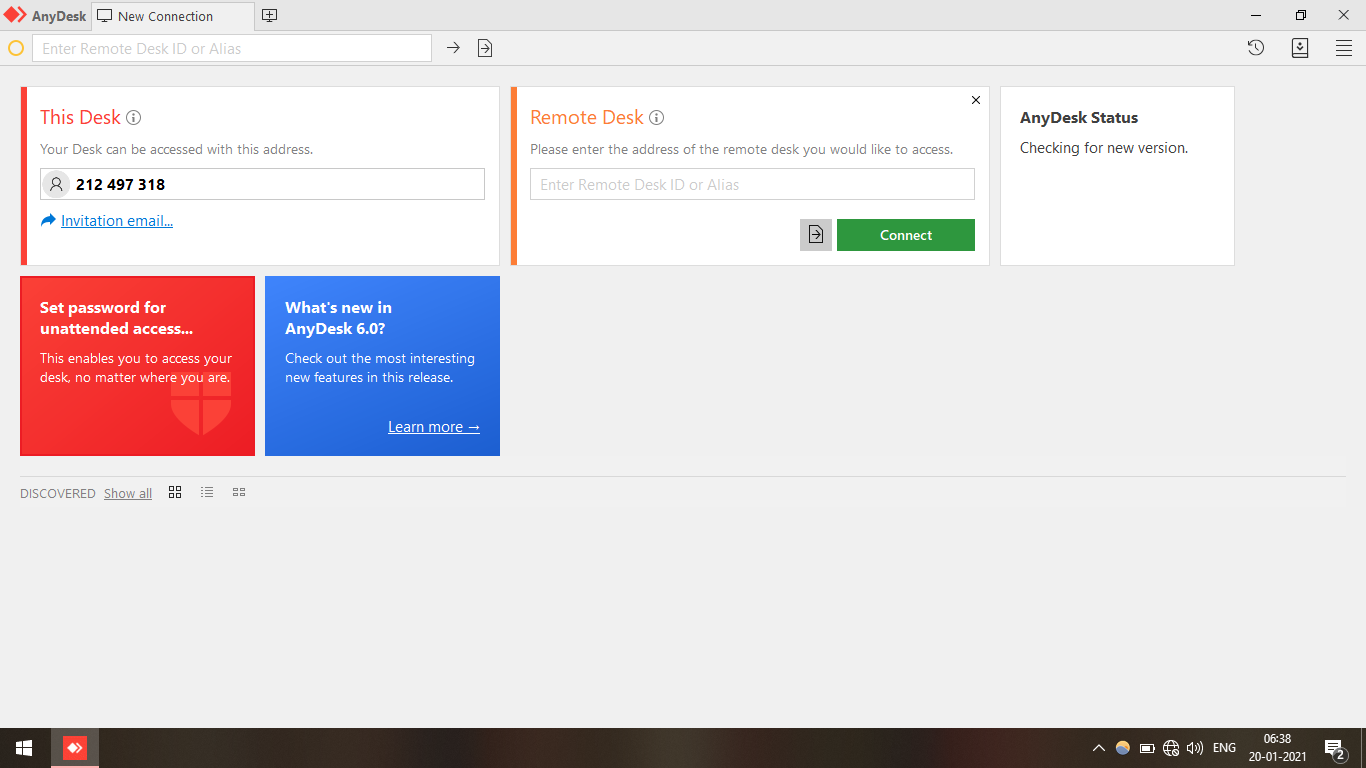 AnyDesk
New Connection
Enter Remote Desk ID or Alias
This Desk
Your Desk can be accessed with this address.
212 497 318
Invitation email...
Remote Desk
Please enter the address of the remote desk you would like to access.
Enter Remote Desk ID or Alias
Connect
AnyDesk Status
Checking for new version.
Set password for
unattended access...
This enables you to access your
desk, no matter where you are.
What's new in
AnyDesk 6.0?
Check out the most interesting
new features in this release.
Learn more →
DISCOVERED Show all
ENG
06:38
20-01-2021
2